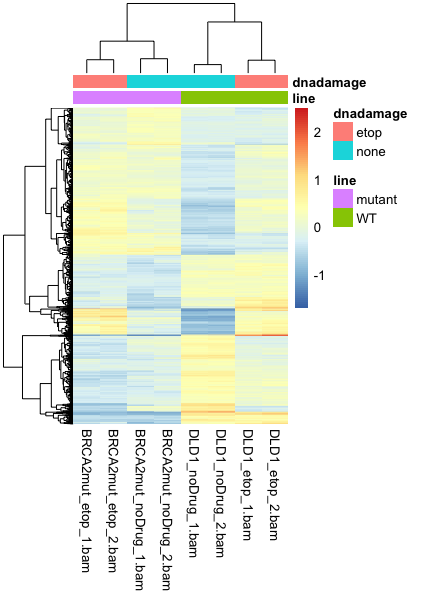 dnadamage
line
dnadamage
etop
none
line
mutant
WT
2
1
0
-1
BRCA2mut_etop_1.bam
BRCA2mut_etop_2.bam
BRCA2mut_noDrug_1.bam
BRCA2mut_noDrug_2.bam
DLD1_noDrug_1.bam
DLD1_noDrug_2.bam
DLD1_etop_1.bam
DLD1_etop_2.bam